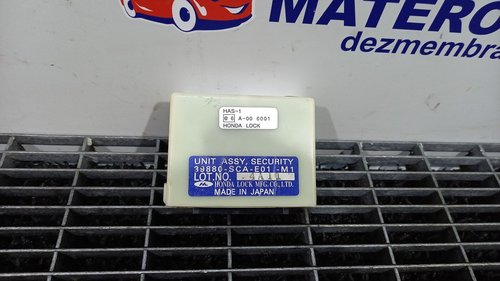 MATERO
dezmembra
HAS-1
06 A-00 0001
HONDA LOCK
UNIT ASSY, SECURITY
39880-SCA-E01 -M1
LOT.NO.
HONDA LOCK MFG.CO.,LTD.
MADE IN JAPAN